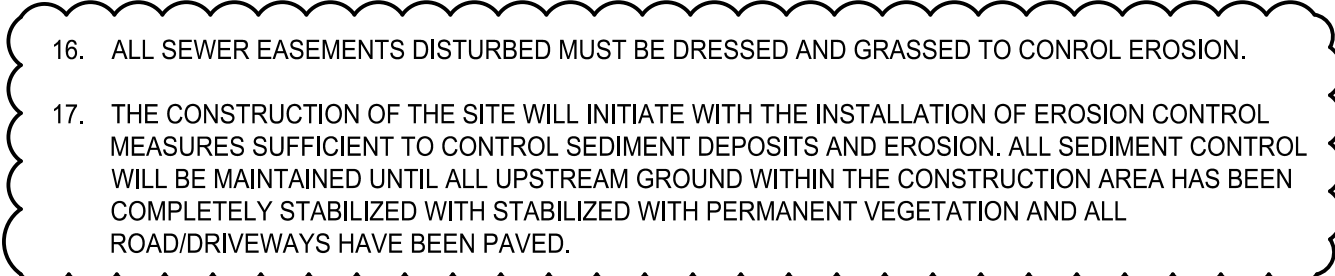 16. ALL SEWER EASEMENTS DISTURBED MUST BE DRESSED AND GRASSED TO CONROL EROSION.
17. THE CONSTRUCTION OF THE SITE WILL INITIATE WITH THE INSTALLATION OF EROSION CONTROL
MEASURES SUFFICIENT TO CONTROL SEDIMENT DEPOSITS AND EROSION. ALL SEDIMENT CONTROL
WILL BE MAINTAINED UNTIL ALL UPSTREAM GROUND WITHIN THE CONSTRUCTION AREA HAS BEEN
COMPLETELY STABILIZED WITH STABILIZED WITH PERMANENT VEGETATION AND ALL
ROAD/DRIVEWAYS HAVE BEEN PAVED.